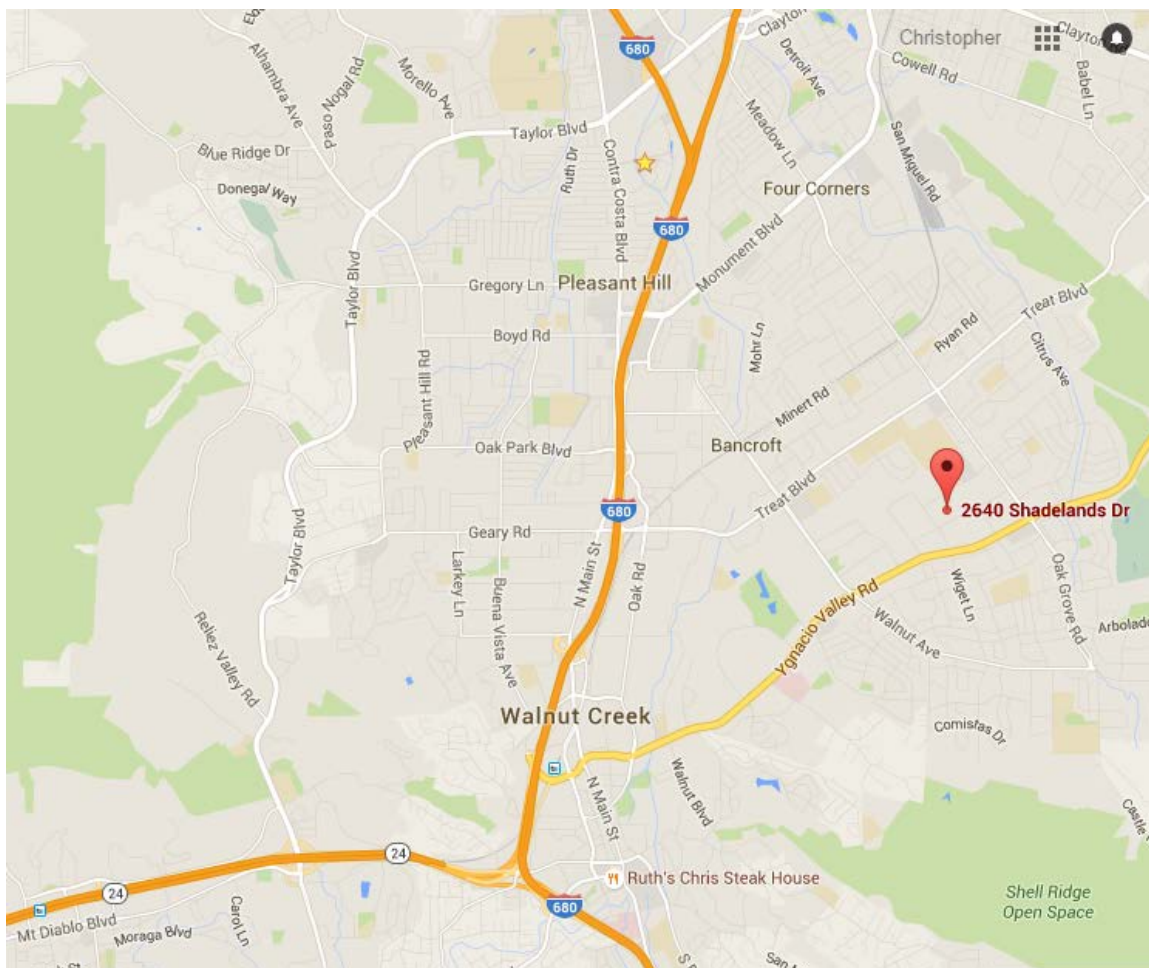 680
Clayton
Christopher
Clayton
Cowell Rd
Babel Ln
Alhambra Ave
Paso Nogal Rd
Morello Ave
Detroit Ave
Taylor Blvd
Blue Ridge Dr
Ruth Dr
Contra Costa Blvd
Meadow Ln
San Miguel Rd
Donegal Way
Four Corners
680
Monument Blvd
Taylor Blvd
Gregory Ln
Pleasant Hill
Treat Blvd
Boyd Rd
Mohr Ln
Ryan Rd
Citrus Ave
Pleasant Hill Rd
Minert Rd
Oak Park Blvd
Bancroft
Treat Blvd
680
2640 Shadelands Dr
Geary Rd
Taylor Blvd
Larkey Ln
N Main St
Oak Rd
Buena Vista Ave
Ygnacio Valley Rd
Wiget Ln
Oak Grove Rd
Walnut Ave
Arbolado
Reliez Valley Rd
Walnut Creek
Comistas Dr
N Main St
Walnut Blvd
Castle
24
24
Ruth's Chris Steak House
Shell Ridge
Open Space
680
Mt Diablo Blvd
Moraga Blvd
Carol Ln